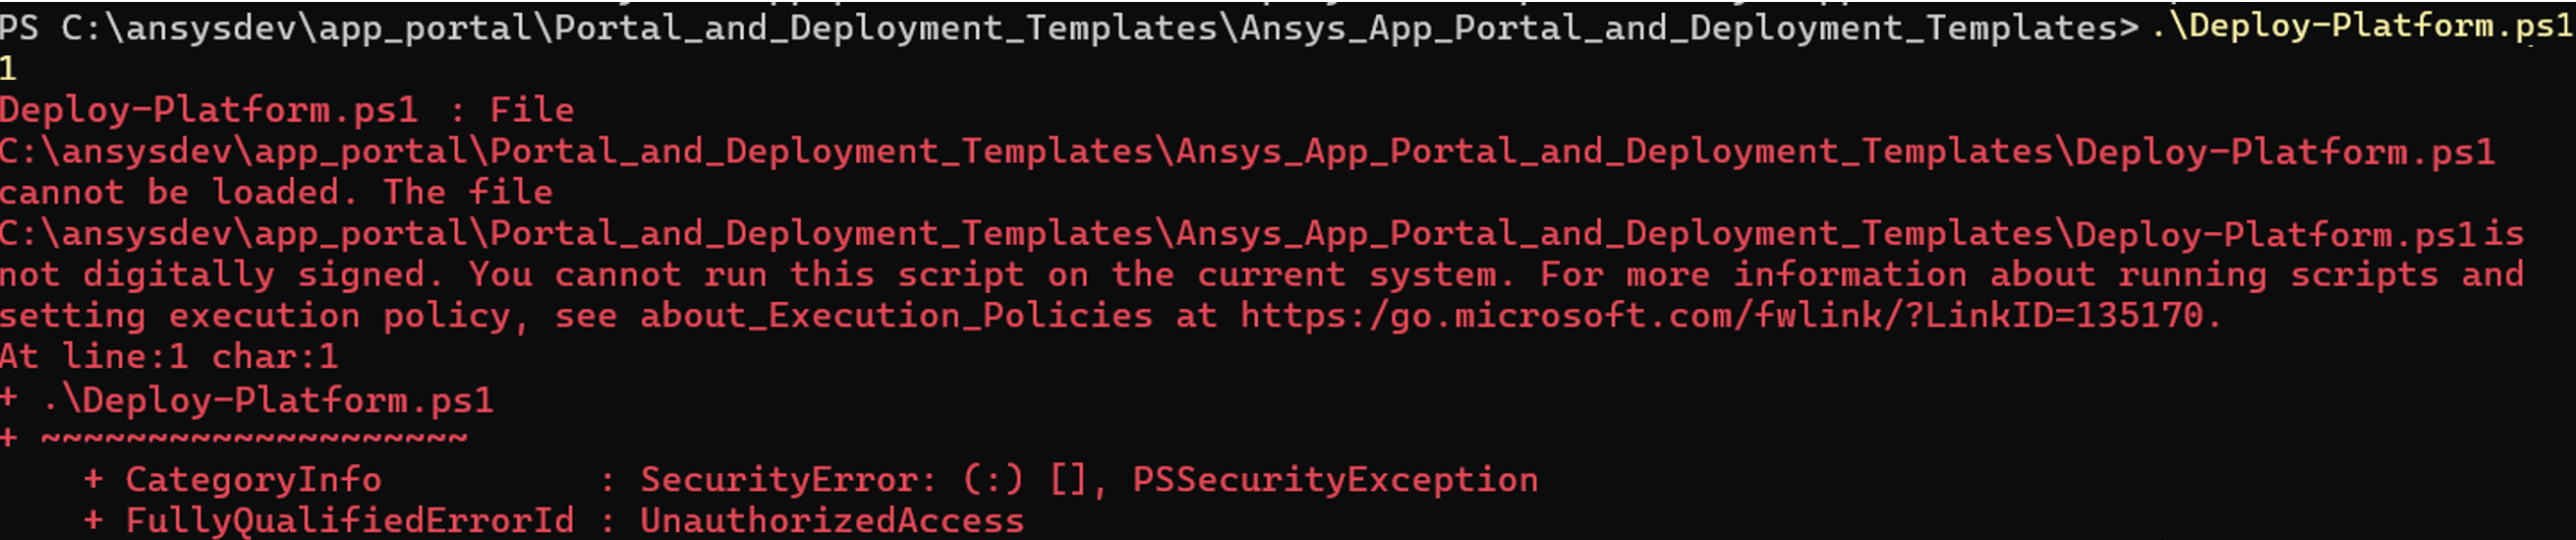 PS C:\ansysdev\app_portal\Portal_and_Deployment_Templates\Ansys_App_Portal_and_Deployment_Templates> .\Deploy-Platform.ps1
1
Deploy-Platform.ps1 : File
C:\ansysdev\app_portal\Portal_and_Deployment_Templates\Ansys_App_Portal_and_Deployment_Templates\Deploy-Platform.ps1
cannot be loaded. The file
C:\ansysdev\app_portal\Portal_and_Deployment_Templates\Ansys_App_Portal_and_Deployment_Templates\Deploy-Platform.ps1 is
not digitally signed. You cannot run this script on the current system. For more information about running scripts and
setting execution policy, see about_Execution_Policies at https:/go.microsoft.com/fwlink/?LinkID=135170.
At line:1 char:1
+ .\Deploy-Platform.ps1
+ ~~~~~~~~~~~~~~~~~~~~
    + CategoryInfo          : SecurityError: (:) [], PSSecurityException
    + FullyQualifiedErrorId : UnauthorizedAccess